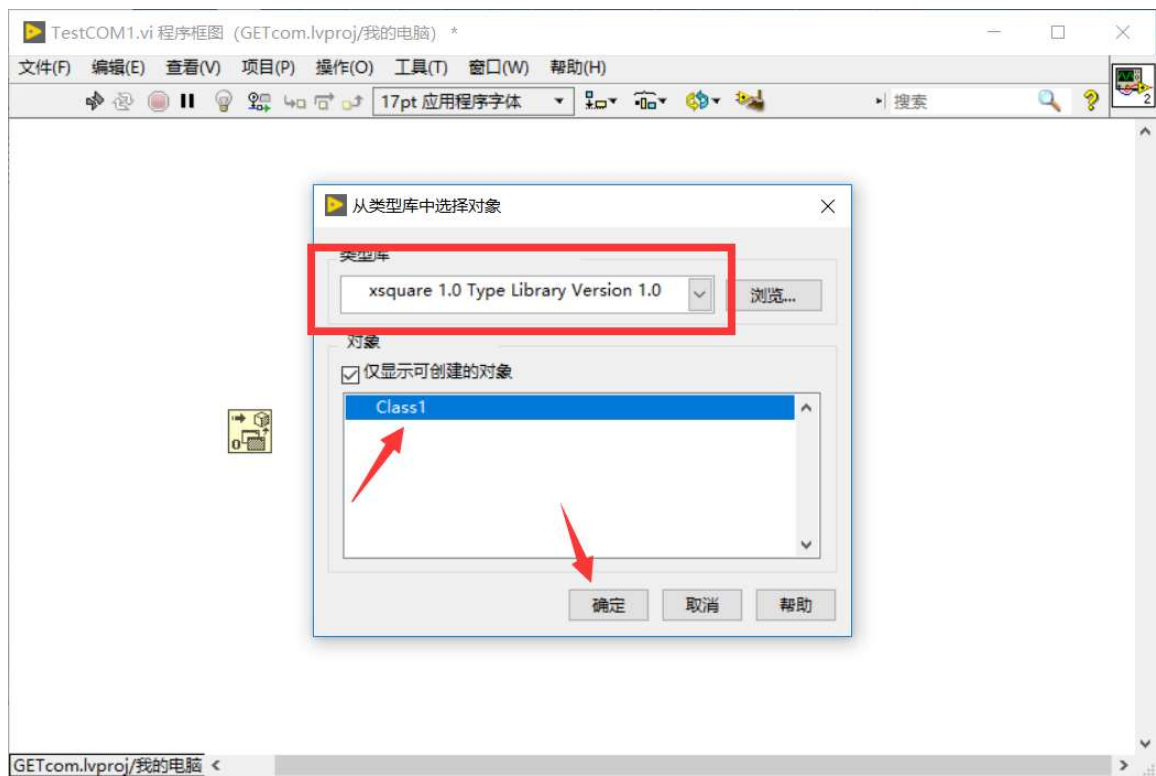 TestCOM1.vi 程序框图 (GETcom.lvproj/我的电脑) *
文件(F) 编辑(E) 查看(V) 项目(P) 操作(O) 工具(T) 窗口(W) 帮助(H)
17pt 应用程序字体 搜索
2
从类型库中选择对象
类型库
xsquare 1.0 Type Library Version 1.0
浏览...
对象
仅显示可创建的对象
Class1
确定 取消 帮助
GETcom.lvproj/我的电脑